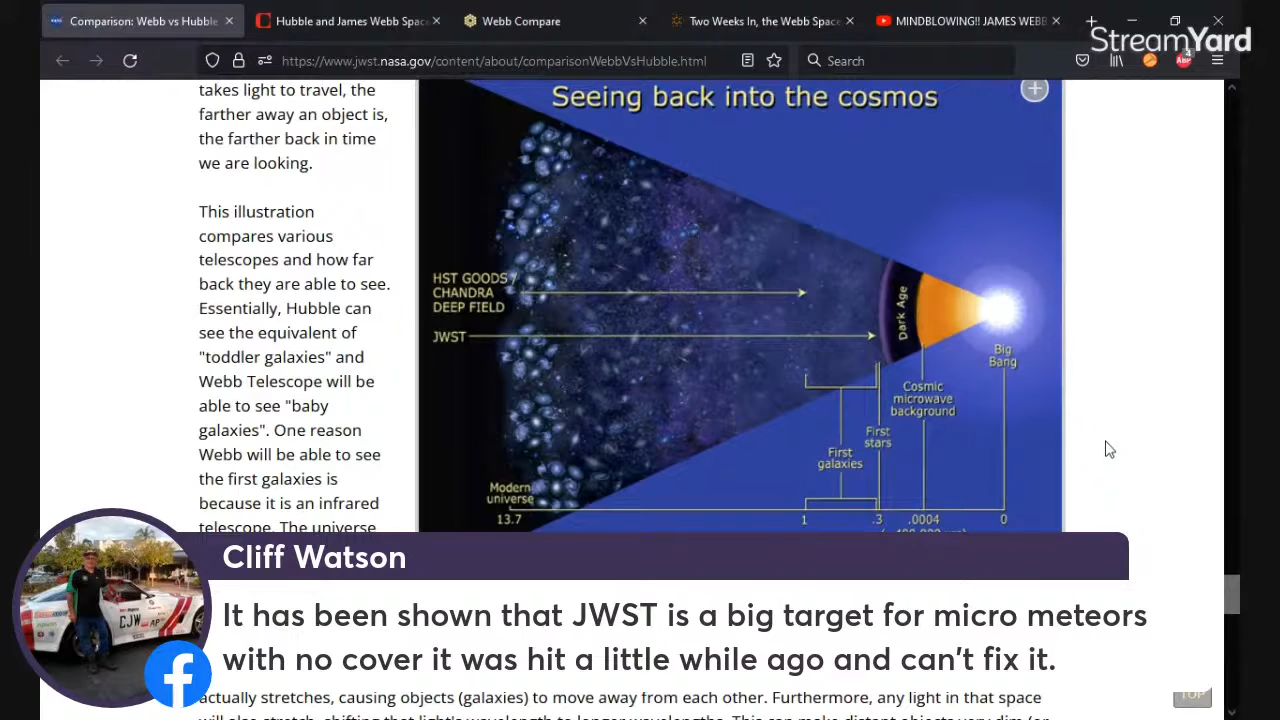 Comparison: Webb vs Hubble
Hubble and James Webb Spac
Webb Compare
Two Weeks In, the Webb Space
MINDBLOWING!! JAMES WEBB
StreamYard
https://www.jwst.nasa.gov/content/about/comparisonWebbVsHubble.html
Search
4
takes light to travel, the
farther away an object is,
the farther back in time
we are looking.
This illustration
compares various
telescopes and how far
back they are able to see.
Essentially, Hubble can
see the equivalent of
"toddler galaxies" and
Webb Telescope will be
able to see "baby
galaxies". One reason
Webb will be able to see
the first galaxies is
because it is an infrared
telescope. The universe
Seeing back into the cosmos
HST GOODS /
CHANDRA
DEEP FIELD
JWST
Dark Age
Big
Bang
Cosmic
microwave
background
First
stars
First
galaxies
Modern
universe
13.7
1
.3
.0004
0
Cliff Watson
It has been shown that JWST is a big target for micro meteors
with no cover it was hit a little while ago and can't fix it.
CJW
actually stretches, causing objects (galaxies) to move away from each other. Furthermore, any light in that space
TOP